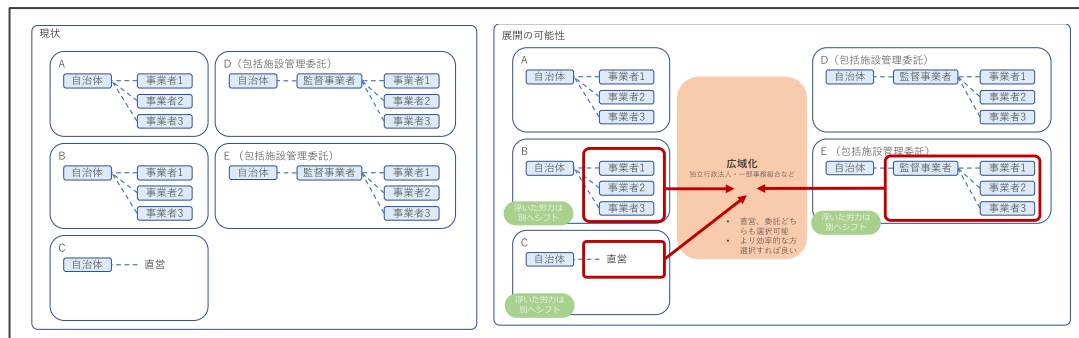 現状
A
自治体
事業者1
事業者2
事業者3
D（包括施設管理委託）
自治体
監督事業者
事業者1
事業者2
事業者3
B
自治体
事業者1
事業者2
事業者3
E （包括施設管理委託）
自治体
監督事業者
事業者1
事業者2
事業者3
C
自治体
直営
展開の可能性
A
自治体
事業者1
事業者2
事業者3
D（包括施設管理委託）
自治体
監督事業者
事業者1
事業者2
事業者3
B
自治体
事業者1
事業者2
事業者3
浮いた労力は
別へシフト
広域化
独立行政法人・一部事務組合など
• 直営、委託どち
らも選択可能
• より効率的な方
選択すれば良い
E （包括施設管理委託）
自治体
監督事業者
事業者1
事業者2
事業者3
浮いた労力は
別へシフト
C
自治体
直営
浮いた労力は
別へシフト